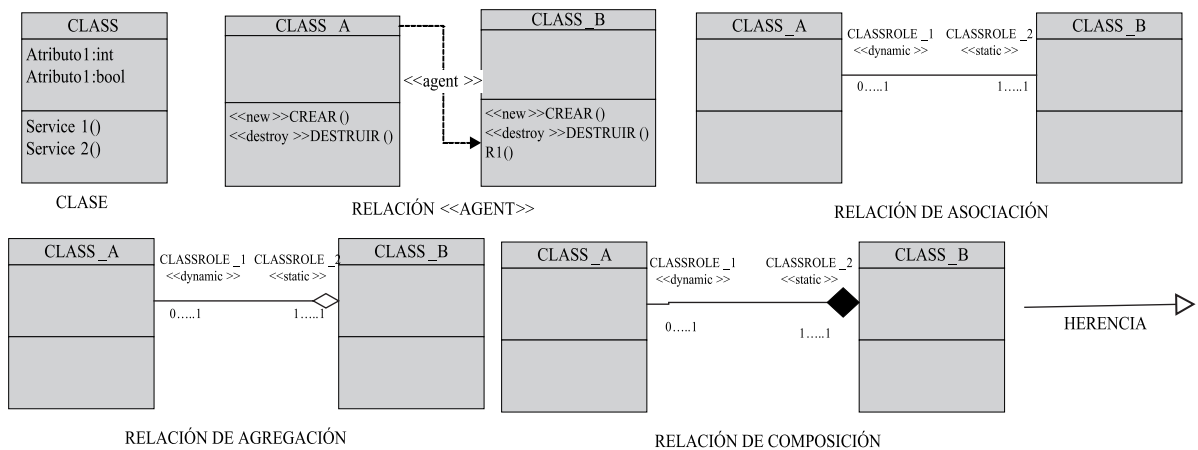 CLASS
Atributo1:int
Atributo1:bool
Service 1()
Service 2()
CLASE
CLASS_A
<<new>>CREAR()
<<destroy>>DESTRUIR()
<<agent>>
CLASS_B
<<new>>CREAR()
<<destroy>>DESTRUIR()
R1()
RELACIÓN <<AGENT>>
CLASS_A
CLASSROLE_1
<<dynamic>>
0.....1
CLASSROLE_2
<<static>>
1.....1
CLASS_B
RELACIÓN DE ASOCIACIÓN
CLASS_A
CLASSROLE_1
<<dynamic>>
0.....1
CLASSROLE_2
<<static>>
1.....1
CLASS_B
RELACIÓN DE AGREGACIÓN
CLASS_A
CLASSROLE_1
<<dynamic>>
0.....1
CLASSROLE_2
<<static>>
1.....1
CLASS_B
RELACIÓN DE COMPOSICIÓN
HERENCIA